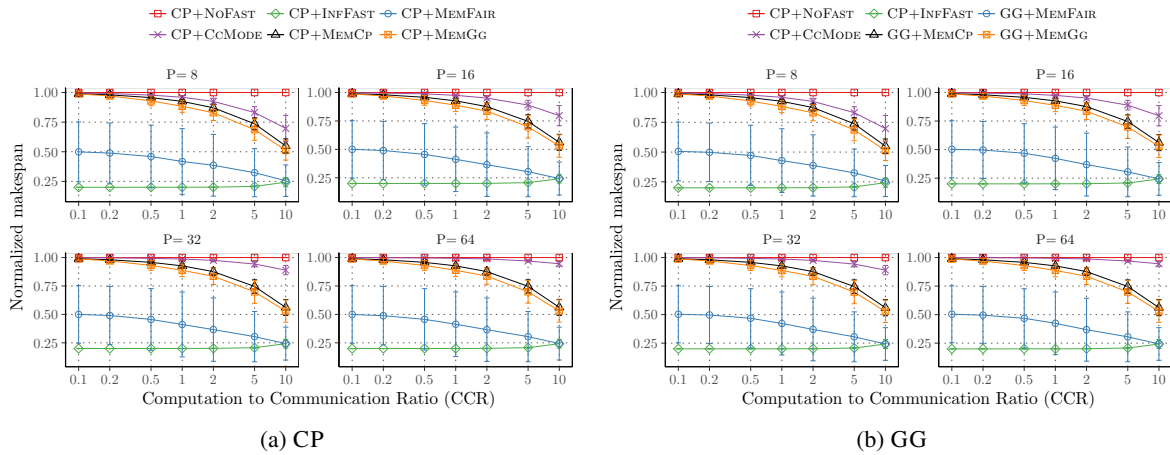 CP+NoFast CP+InfFast CP+MemFair
CP+CcMode CP+MemCp CP+MemGg
P= 8 P= 16
1.00
0.75
0.50
0.25
0.1 0.2 0.5 1 2 5 10 0.1 0.2 0.5 1 2 5 10
P= 32 P= 64
1.00
0.75
0.50
0.25
0.1 0.2 0.5 1 2 5 10 0.1 0.2 0.5 1 2 5 10
Normalized makespan
Computation to Communication Ratio (CCR)
(a) CP
CP+NoFast CP+InfFast GG+MemFair
CP+CcMode GG+MemCp GG+MemGg
P= 8 P= 16
1.00
0.75
0.50
0.25
0.1 0.2 0.5 1 2 5 10 0.1 0.2 0.5 1 2 5 10
P= 32 P= 64
1.00
0.75
0.50
0.25
0.1 0.2 0.5 1 2 5 10 0.1 0.2 0.5 1 2 5 10
Normalized makespan
Computation to Communication Ratio (CCR)
(b) GG